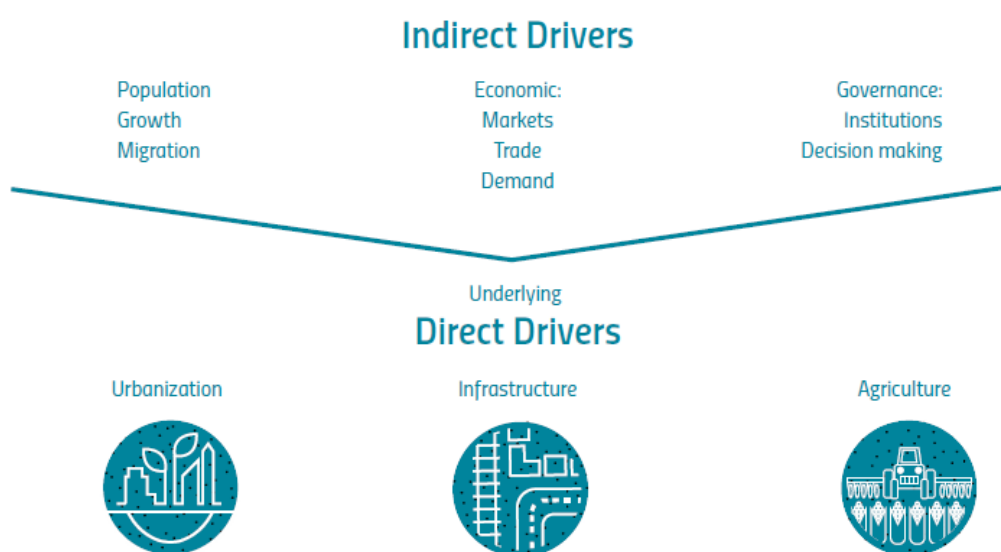 Indirect Drivers
Population
Growth
Migration
Economic:
Markets
Trade
Demand
Governance:
Institutions
Decision making
Underlying
Direct Drivers
Urbanization
Infrastructure
Agriculture